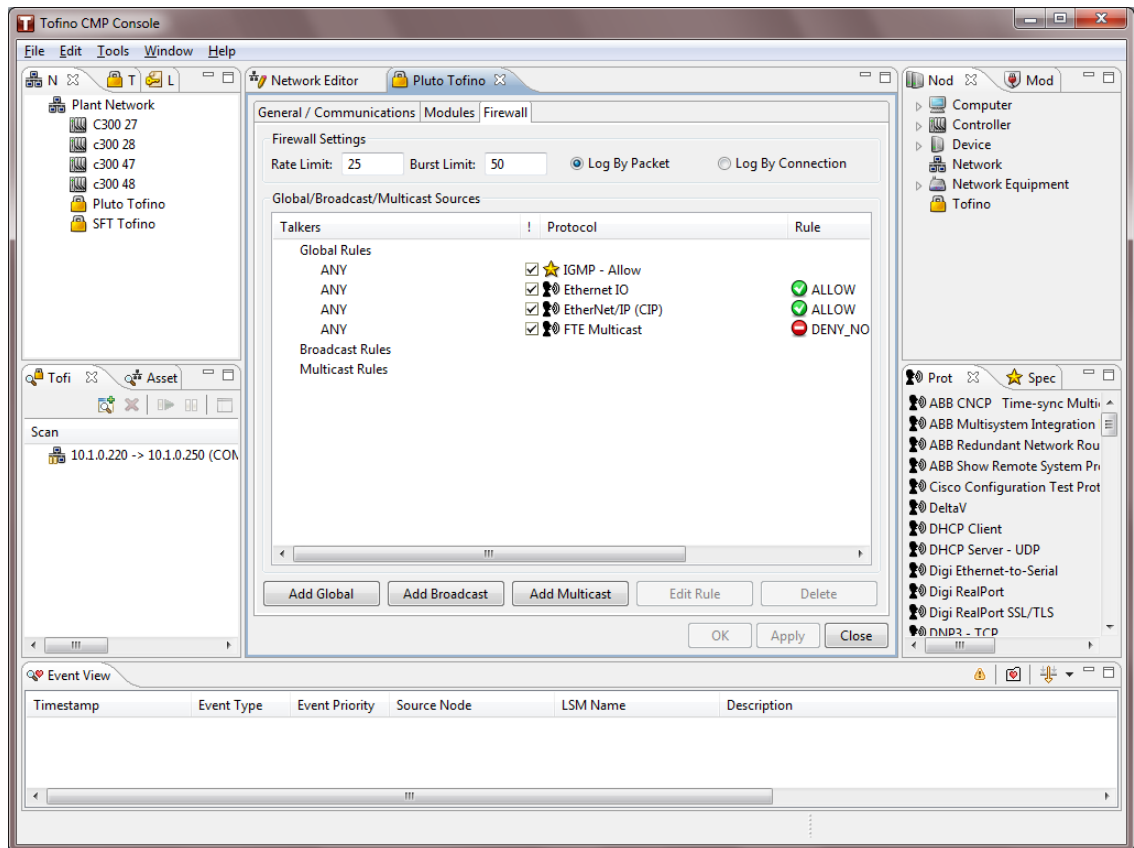 Tofino CMP Console
File Edit Tools Window Help
N T L
Plant Network
C300 27
c300 28
c300 47
c300 48
Pluto Tofino
SFT Tofino
Tofi Asset
Scan
10.1.0.220 -> 10.1.0.250 (CON
Network Editor Pluto Tofino
General / Communications Modules Firewall
Firewall Settings
Rate Limit: 25 Burst Limit: 50 Log By Packet Log By Connection
Global/Broadcast/Multicast Sources
Talkers ! Protocol Rule
Global Rules
ANY IGMP - Allow
ANY Ethernet IO ALLOW
ANY EtherNet/IP (CIP) ALLOW
ANY FTE Multicast DENY_NO
Broadcast Rules
Multicast Rules
Add Global Add Broadcast Add Multicast Edit Rule Delete
OK Apply Close
Nod Mod
Computer
Controller
Device
Network
Network Equipment
Tofino
Prot Spec
ABB CNCP Time-sync Multi
ABB Multisystem Integration
ABB Redundant Network Rou
ABB Show Remote System Pr
Cisco Configuration Test Prot
DeltaV
DHCP Client
DHCP Server - UDP
Digi Ethernet-to-Serial
Digi RealPort
Digi RealPort SSL/TLS
DNP3 - TCP
Event View
Timestamp Event Type Event Priority Source Node LSM Name Description